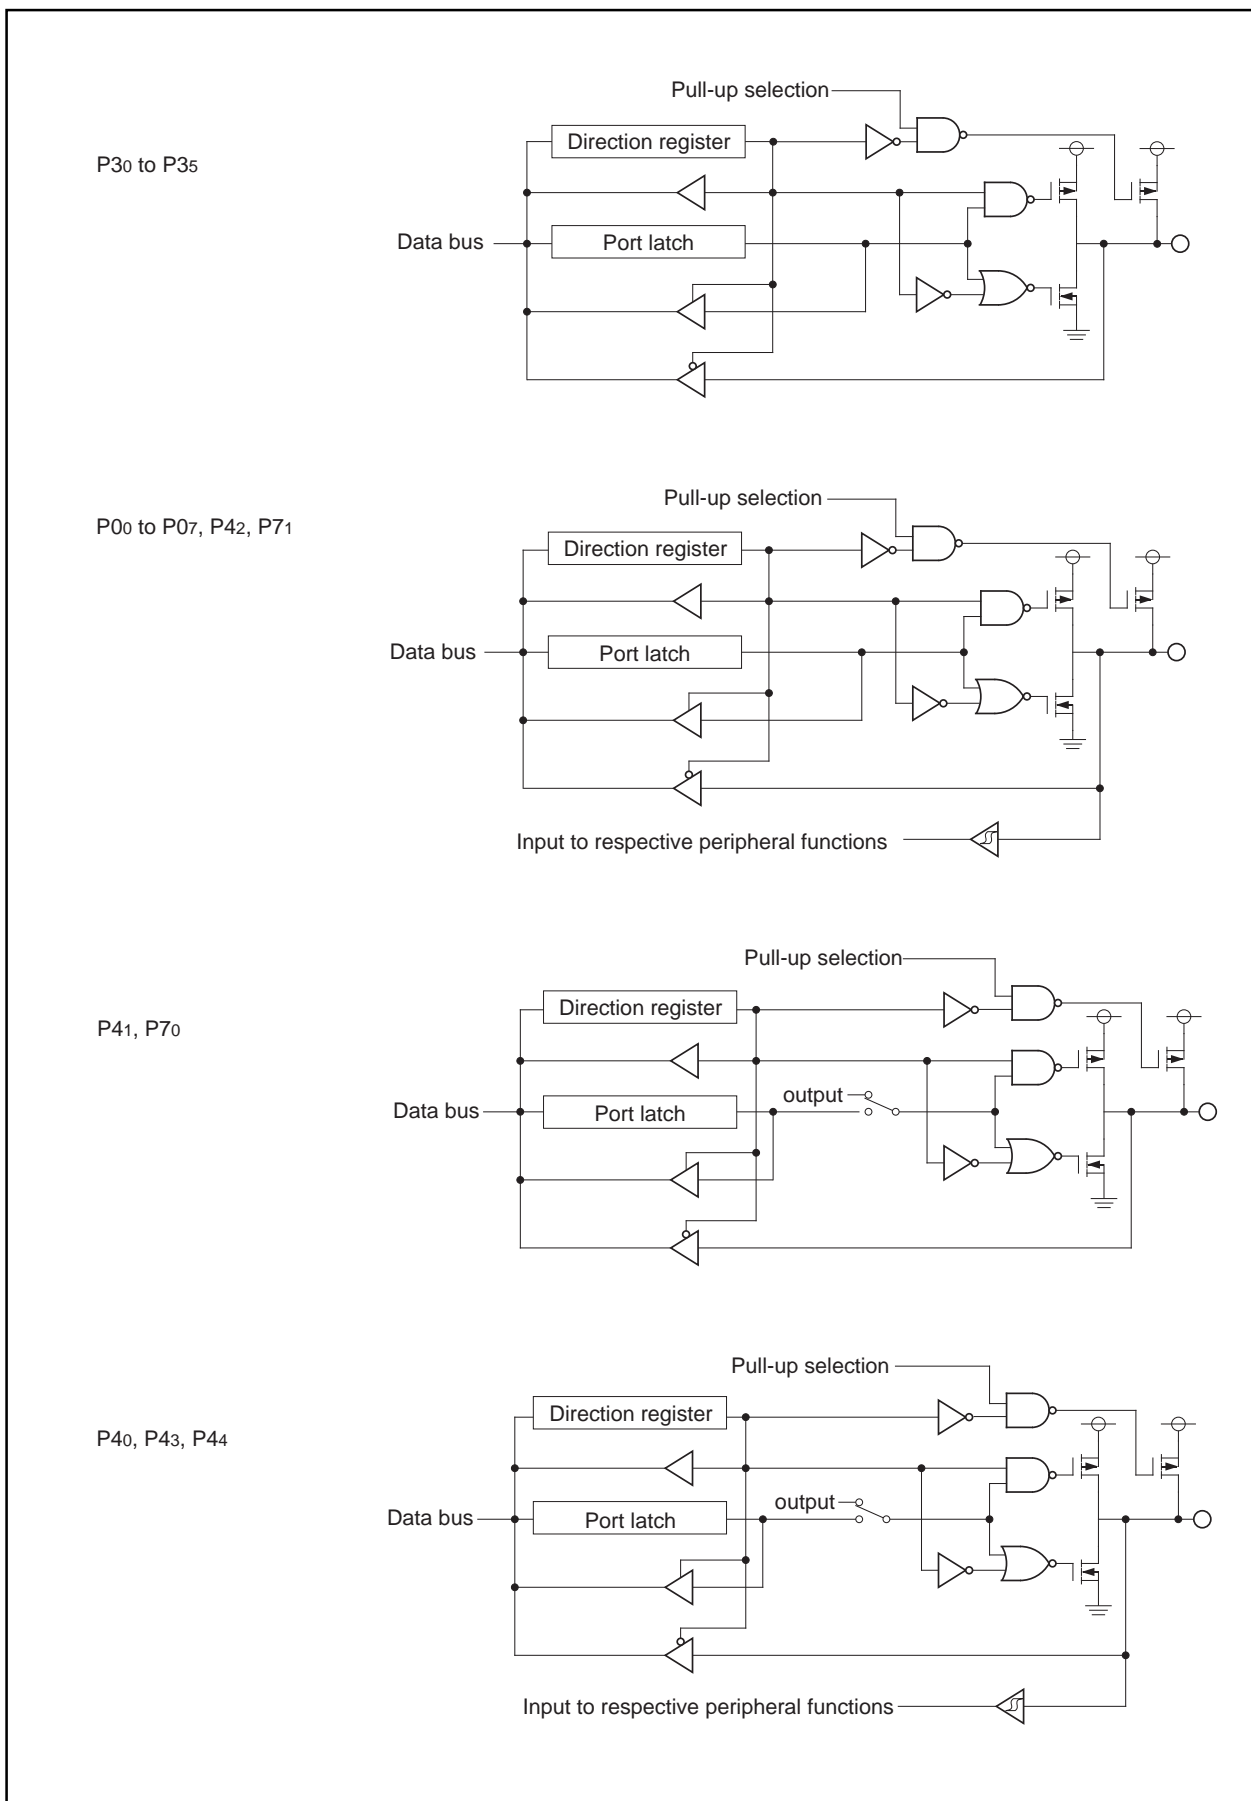 Pull-up selection
Direction register
P30 to P35
Data bus
Port latch
Pull-up selection
P00 to P07, P42, P71
Direction register
Data bus
Port latch
Input to respective peripheral functions
Pull-up selection
Direction register
P41, P70
output
Data bus
Port latch
Pull-up selection
Direction register
P40, P43, P44
output
Data bus
Port latch
Input to respective peripheral functions